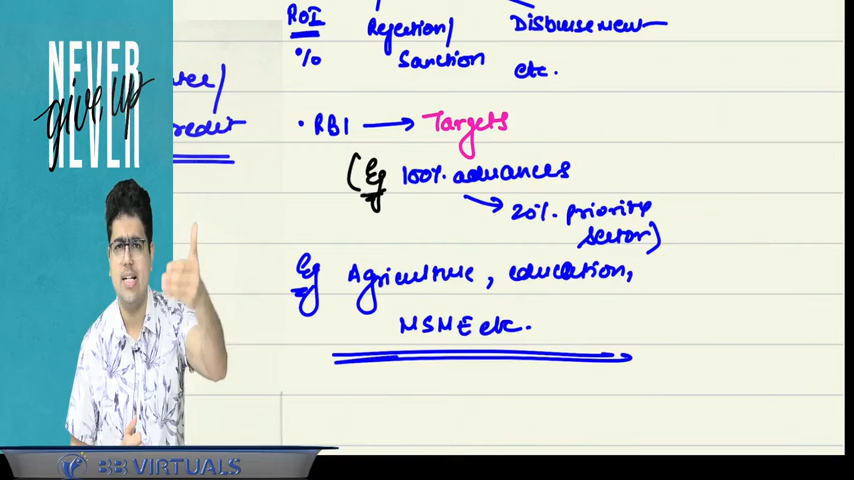 NEVER
give up
NEVER
RoI
%
Rejection/
Sanction
etc.
redit
• RBI → Targets
(Eg 100% advances
→ 20% priority
sector)
Eg Agriculture, education,
MSME etc.
BB VIRTUALS